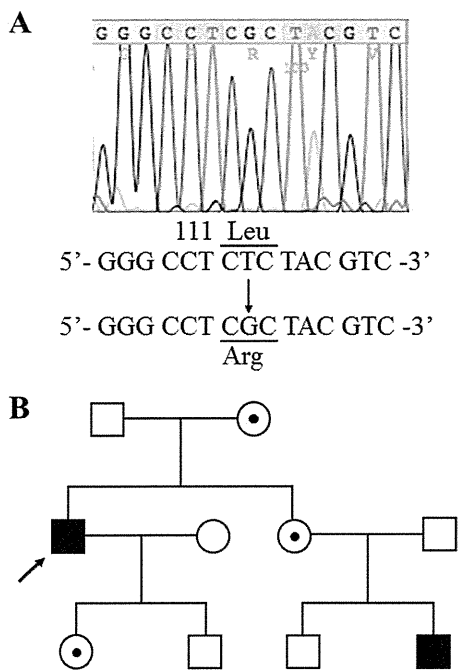 A
G G G C C T C G C T A C G T C
G P R Y V
111 Leu
5’- GGG CCT CTC TAC GTC -3’
5’- GGG CCT CGC TAC GTC -3’
Arg
B